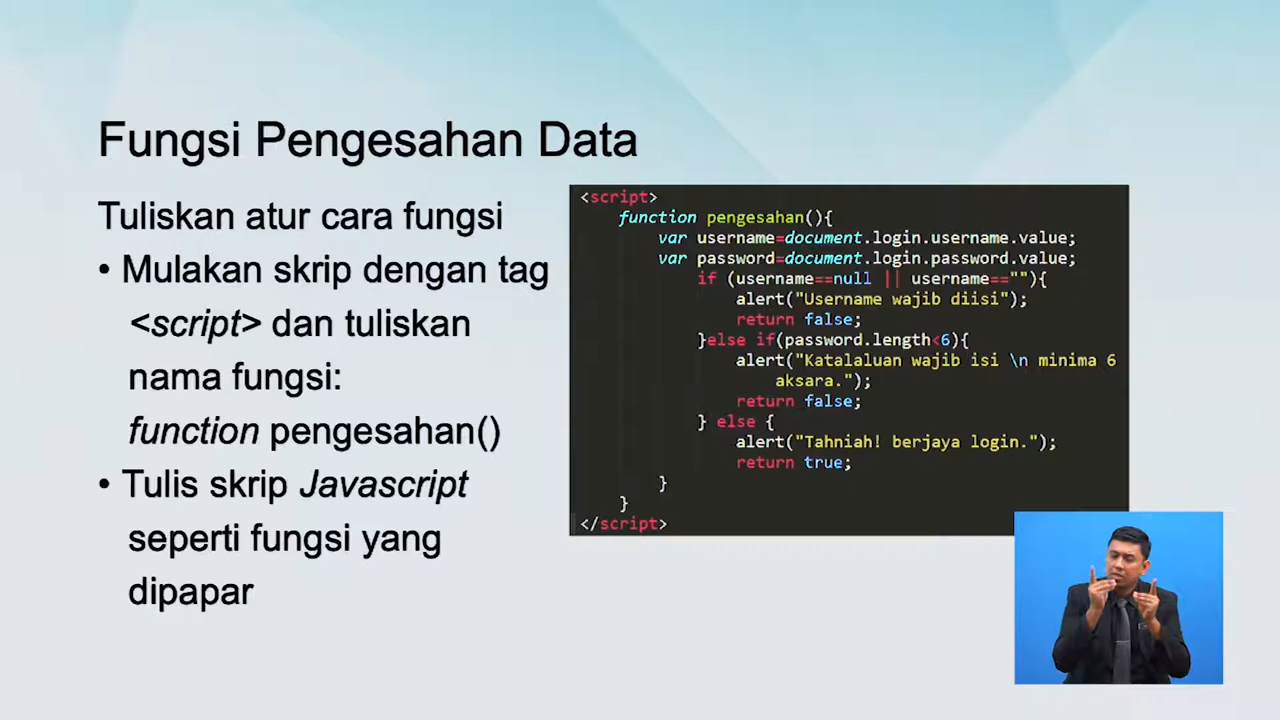 Fungsi Pengesahan Data
Tuliskan atur cara fungsi
• Mulakan skrip dengan tag
<script> dan tuliskan
nama fungsi:
function pengesahan()
• Tulis skrip Javascript
seperti fungsi yang
dipapar
<script>
function pengesahan(){
var username=document.login.username.value;
var password=document.login.password.value;
if (username==null || username==""){
alert("Username wajib diisi");
return false;
}else if(password.length<6){
alert("Katalaluan wajib isi \n minima 6
aksara.");
return false;
} else {
alert("Tahniah! berjaya login.");
return true;
}
}
</script>